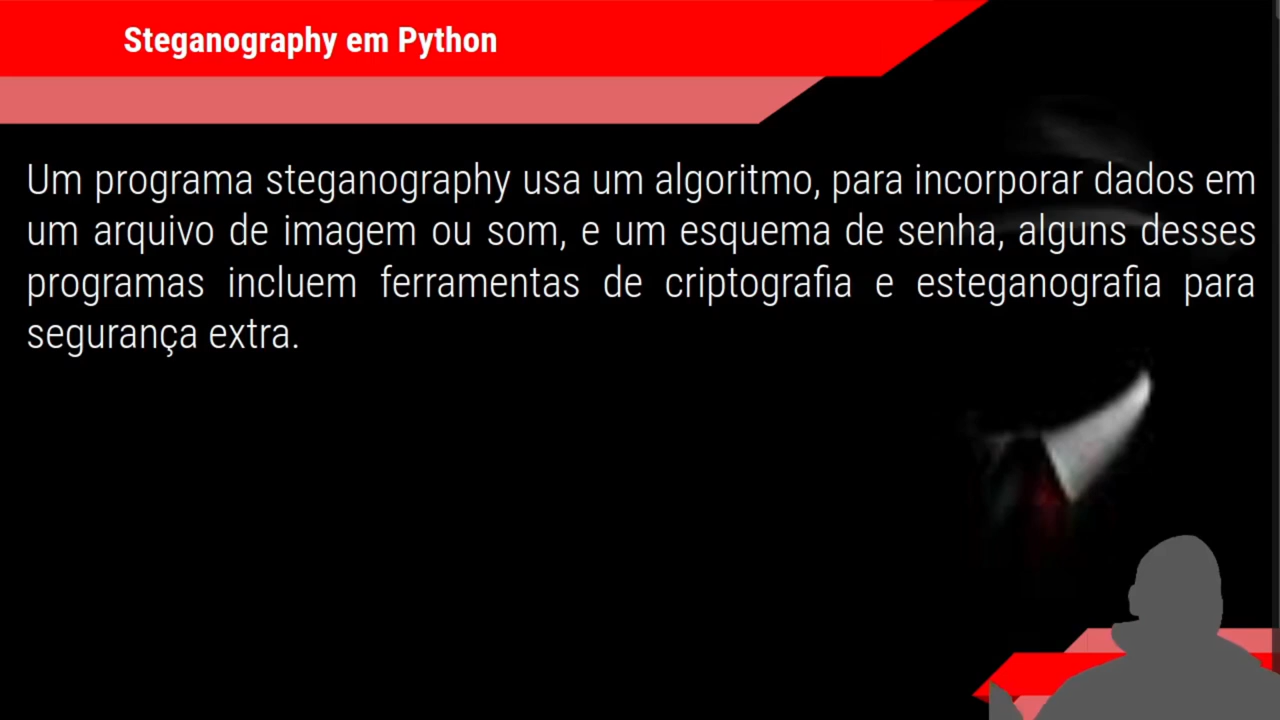 Steganography em Python
Um programa steganography usa um algoritmo, para incorporar dados em
um arquivo de imagem ou som, e um esquema de senha, alguns desses
programas incluem ferramentas de criptografia e esteganografia para
segurança extra.